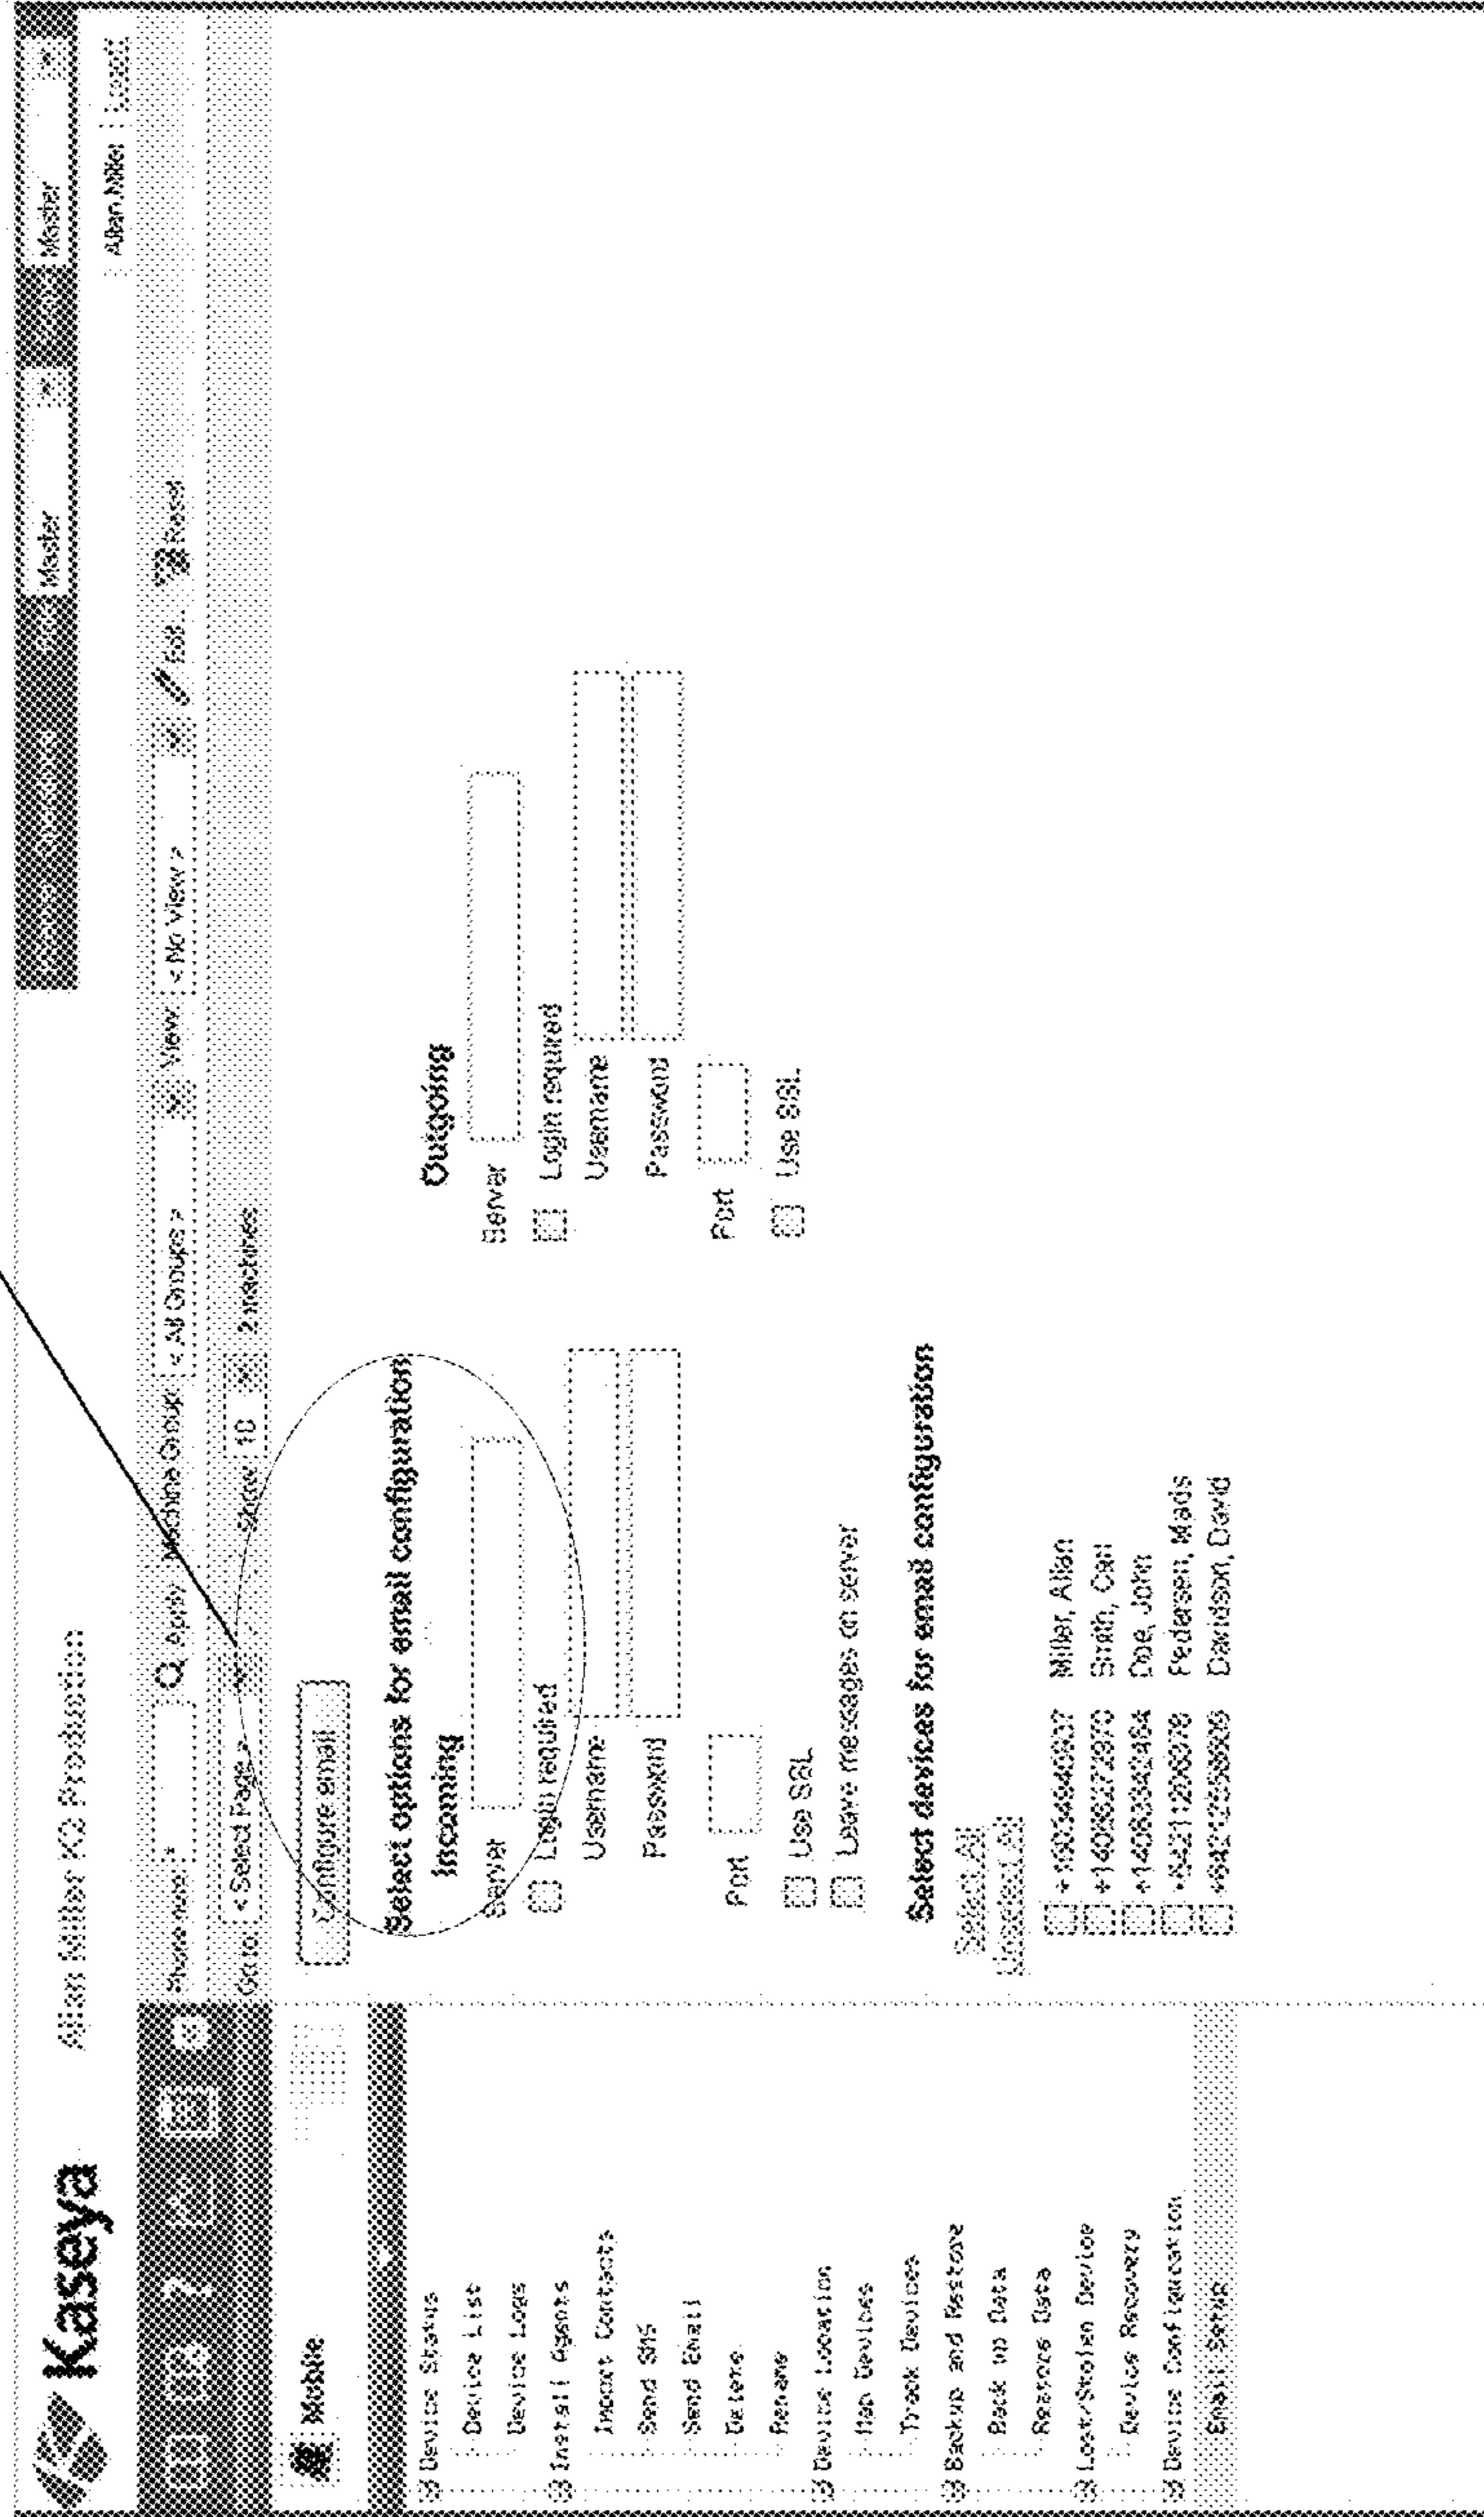 Kaseya
Allan Miller K2 Production
Master
Master
Allan.Miller
Logoff
Apply
Machine Group:
< All Groups >
View:
< No View >
Edit...
Reset
Go to:
< Select Page >
Show
10
2 machines
Mobile
Device Status
Device List
Device Logs
Install Agents
Import Contacts
Send SMS
Send Email
Delete
Rename
Device Location
Map Devices
Track Devices
Backup and Restore
Back up Data
Restore Data
Lost/Stolen Device
Device Recovery
Device Configuration
Email Setup
Configure email
Select options for email configuration
Incoming
Server
Login required
Username
Password
Port
Use SSL
Leave messages on server
Outgoing
Server
Login required
Username
Password
Port
Use SSL
Select devices for email configuration
Select All
Unselect All
Miller, Allan
Smith, Carl
Doe, John
Pedersen, Mads
Davidson, David